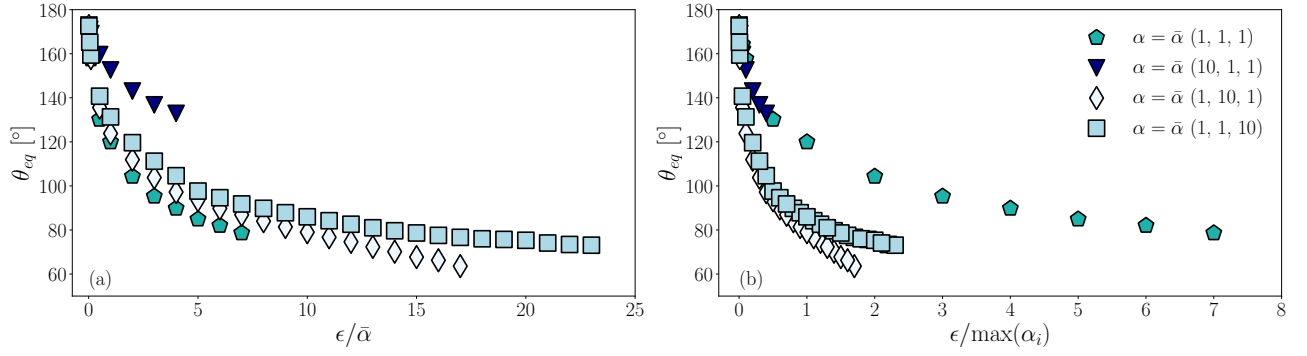 180
160
140
120
100
80
60
θ_eq [°]
(a)
0 5 10 15 20 25
ϵ/ᾱ
180
160
140
120
100
80
60
θ_eq [°]
(b)
α = ᾱ (1, 1, 1)
α = ᾱ (10, 1, 1)
α = ᾱ (1, 10, 1)
α = ᾱ (1, 1, 10)
0 1 2 3 4 5 6 7 8
ϵ/max(α_i)